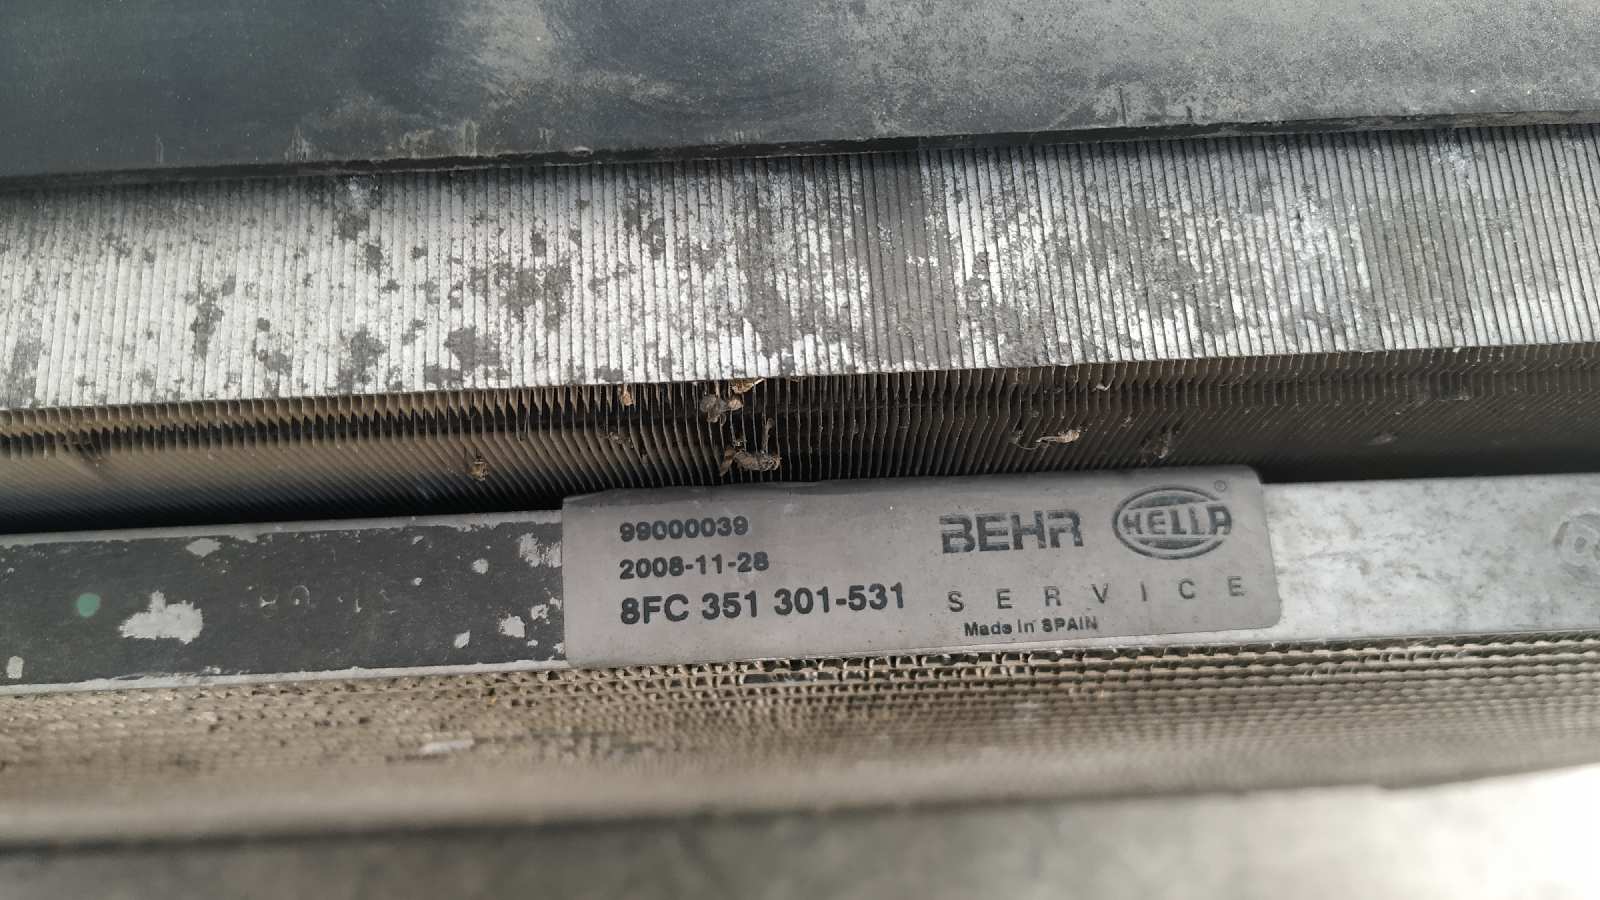 99000039
2008-11-28
8FC 351 301-531
BEHR HELLA ®
SERVICE
Made in SPAIN